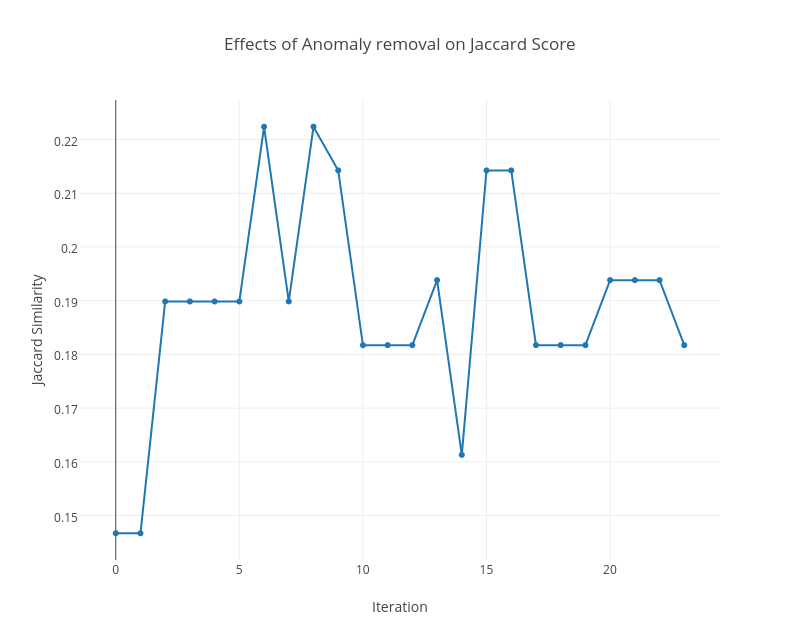 Effects of Anomaly removal on Jaccard Score
0.22
0.21
0.2
0.19
0.18
0.17
0.16
0.15
Jaccard Similarity
0 5 10 15 20
Iteration